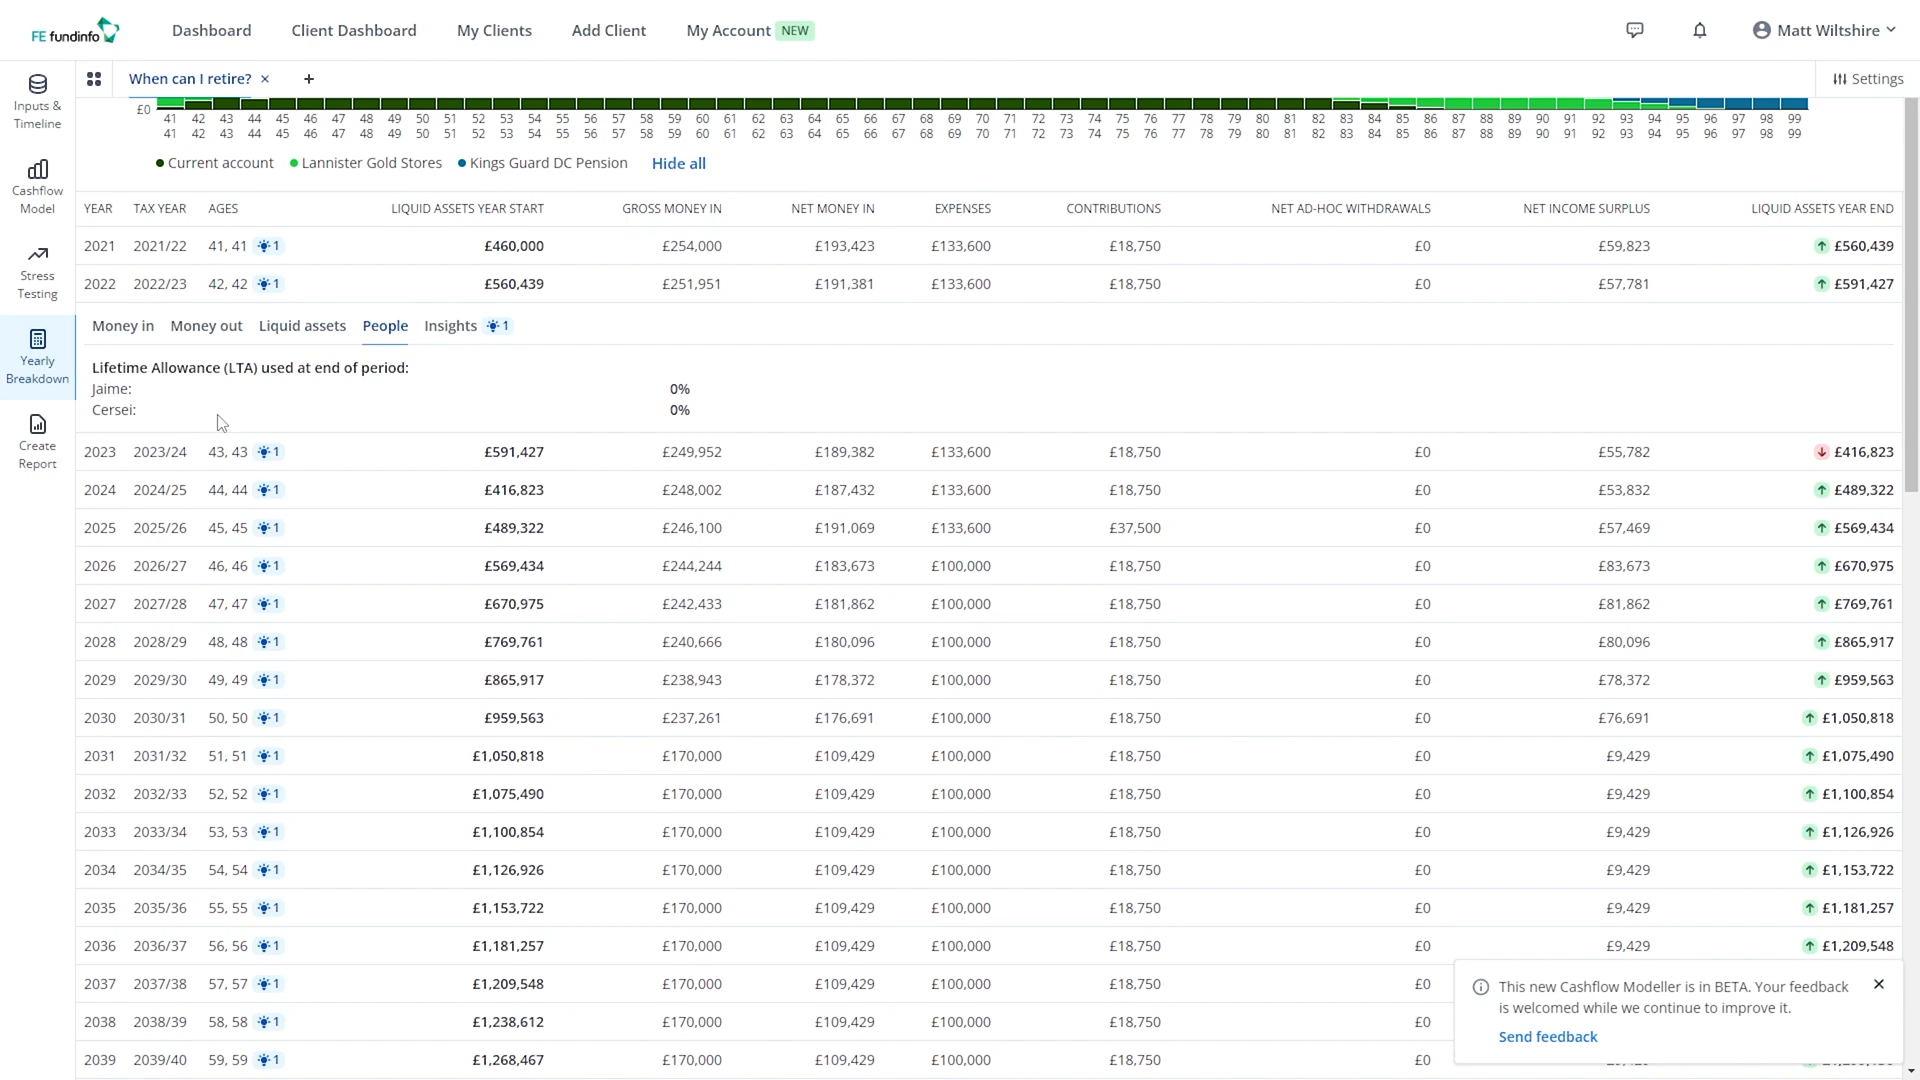 FE fundinfo Dashboard Client Dashboard My Clients Add Client My Account NEW Matt Wiltshire
When can I retire? Settings
Inputs &
Timeline
Cashflow
Model
Stress
Testing
Yearly
Breakdown
Create
Report
£0
41 42 43 44 45 46 47 48 49 50 51 52 53 54 55 56 57 58 59 60 61 62 63 64 65 66 67 68 69 70 71 72 73 74 75 76 77 78 79 80 81 82 83 84 85 86 87 88 89 90 91 92 93 94 95 96 97 98 99
41 42 43 44 45 46 47 48 49 50 51 52 53 54 55 56 57 58 59 60 61 62 63 64 65 66 67 68 69 70 71 72 73 74 75 76 77 78 79 80 81 82 83 84 85 86 87 88 89 90 91 92 93 94 95 96 97 98 99
Current account Lannister Gold Stores Kings Guard DC Pension Hide all
YEAR TAX YEAR AGES LIQUID ASSETS YEAR START GROSS MONEY IN NET MONEY IN EXPENSES CONTRIBUTIONS NET AD-HOC WITHDRAWALS NET INCOME SURPLUS LIQUID ASSETS YEAR END
2021 2021/22 41, 41 1 £460,000 £254,000 £193,423 £133,600 £18,750 £0 £59,823 £560,439
2022 2022/23 42, 42 1 £560,439 £251,951 £191,381 £133,600 £18,750 £0 £57,781 £591,427
Money in Money out Liquid assets People Insights 1
Lifetime Allowance (LTA) used at end of period:
Jaime: 0%
Cersei: 0%
2023 2023/24 43, 43 1 £591,427 £249,952 £189,382 £133,600 £18,750 £0 £55,782 £416,823
2024 2024/25 44, 44 1 £416,823 £248,002 £187,432 £133,600 £18,750 £0 £53,832 £489,322
2025 2025/26 45, 45 1 £489,322 £246,100 £191,069 £133,600 £37,500 £0 £57,469 £569,434
2026 2026/27 46, 46 1 £569,434 £244,244 £183,673 £100,000 £18,750 £0 £83,673 £670,975
2027 2027/28 47, 47 1 £670,975 £242,433 £181,862 £100,000 £18,750 £0 £81,862 £769,761
2028 2028/29 48, 48 1 £769,761 £240,666 £180,096 £100,000 £18,750 £0 £80,096 £865,917
2029 2029/30 49, 49 1 £865,917 £238,943 £178,372 £100,000 £18,750 £0 £78,372 £959,563
2030 2030/31 50, 50 1 £959,563 £237,261 £176,691 £100,000 £18,750 £0 £76,691 £1,050,818
2031 2031/32 51, 51 1 £1,050,818 £170,000 £109,429 £100,000 £18,750 £0 £9,429 £1,075,490
2032 2032/33 52, 52 1 £1,075,490 £170,000 £109,429 £100,000 £18,750 £0 £9,429 £1,100,854
2033 2033/34 53, 53 1 £1,100,854 £170,000 £109,429 £100,000 £18,750 £0 £9,429 £1,126,926
2034 2034/35 54, 54 1 £1,126,926 £170,000 £109,429 £100,000 £18,750 £0 £9,429 £1,153,722
2035 2035/36 55, 55 1 £1,153,722 £170,000 £109,429 £100,000 £18,750 £0 £9,429 £1,181,257
2036 2036/37 56, 56 1 £1,181,257 £170,000 £109,429 £100,000 £18,750 £0 £9,429 £1,209,548
2037 2037/38 57, 57 1 £1,209,548 £170,000 £109,429 £100,000 £18,750 £0
2038 2038/39 58, 58 1 £1,238,612 £170,000 £109,429 £100,000 £18,750 £0
2039 2039/40 59, 59 1 £1,268,467 £170,000 £109,429 £100,000 £18,750 £0
This new Cashflow Modeller is in BETA. Your feedback
is welcomed while we continue to improve it.
Send feedback